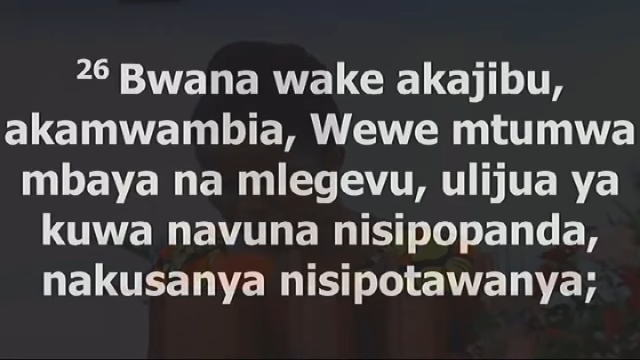 26 Bwana wake akajibu,
akamwambia, Wewe mtumwa
mbaya na mlegevu, ulijua ya
kuwa navuna nisipopanda,
nakusanya nisipotawanya;